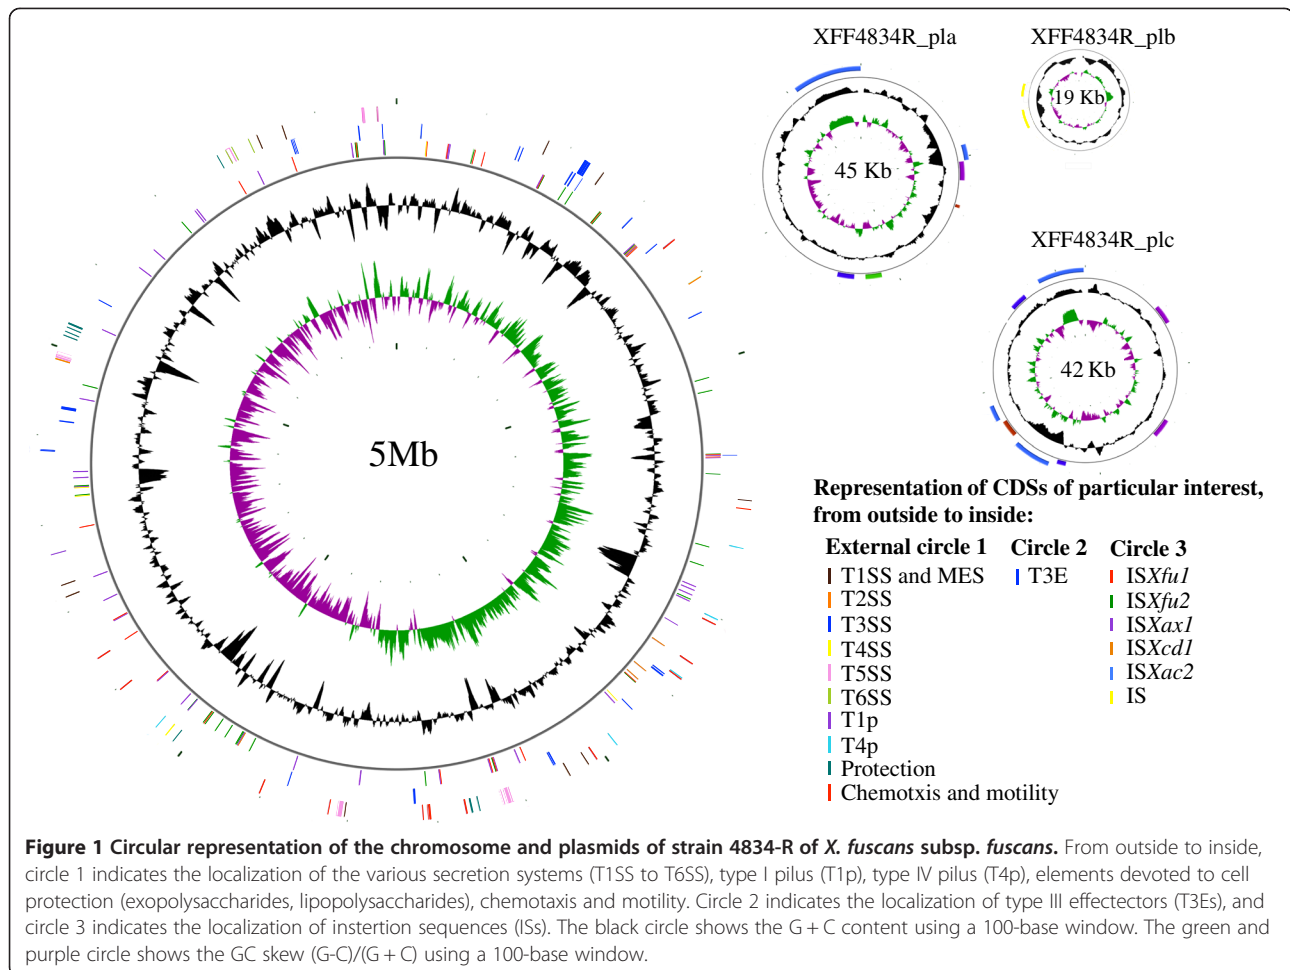 XFF4834R_pla
XFF4834R_plb
19 Kb
45 Kb
XFF4834R_plc
42 Kb
5Mb
Representation of CDSs of particular interest,
from outside to inside:
External circle 1
T1SS and MES
T2SS
T3SS
T4SS
T5SS
T6SS
T1p
T4p
Protection
Chemotxis and motility
Circle 2
T3E
Circle 3
ISXfu1
ISXfu2
ISXax1
ISXcd1
ISXac2
IS
Figure 1 Circular representation of the chromosome and plasmids of strain 4834-R of X. fuscans subsp. fuscans. From outside to inside,
circle 1 indicates the localization of the various secretion systems (T1SS to T6SS), type I pilus (T1p), type IV pilus (T4p), elements devoted to cell
protection (exopolysaccharides, lipopolysaccharides), chemotaxis and motility. Circle 2 indicates the localization of type III effectectors (T3Es), and
circle 3 indicates the localization of instertion sequences (ISs). The black circle shows the G + C content using a 100-base window. The green and
purple circle shows the GC skew (G-C)/(G + C) using a 100-base window.